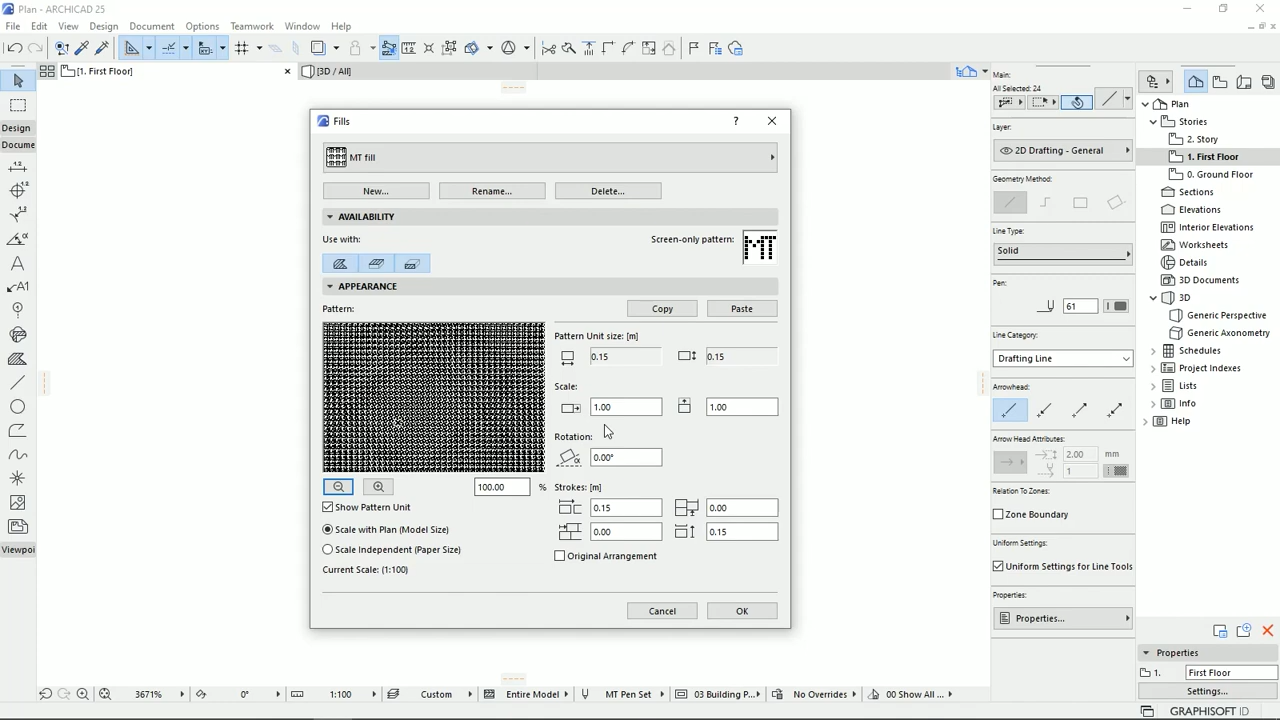 Plan - ARCHICAD 25
File Edit View Design Document Options Teamwork Window Help
[1. First Floor]
[3D / All]
Design
Docume
Viewpoi
Fills
?
MT fill
New...
Rename...
Delete...
AVAILABILITY
Use with:
Screen-only pattern:
MT
APPEARANCE
Pattern:
Copy
Paste
Pattern Unit size: [m]
0.15
0.15
Scale:
1.00
1.00
Rotation:
0.00°
100.00 %
Show Pattern Unit
Scale with Plan (Model Size)
Scale Independent (Paper Size)
Current Scale: (1:100)
Strokes: [m]
0.15
0.00
0.00
0.15
Original Arrangement
Cancel
OK
Main:
All Selected: 24
Layer:
2D Drafting - General
Geometry Method:
Line Type:
Solid
Pen:
61
Line Category:
Drafting Line
Arrowhead:
Arrow Head Attributes:
2.00 mm
1
Relation To Zones:
Zone Boundary
Uniform Settings:
Uniform Settings for Line Tools
Properties:
Properties...
Plan
Stories
2. Story
1. First Floor
0. Ground Floor
Sections
Elevations
Interior Elevations
Worksheets
Details
3D Documents
3D
Generic Perspective
Generic Axonometry
Schedules
Project Indexes
Lists
Info
Help
Properties
1. First Floor
Settings...
3671% 0° 1:100 Custom Entire Model MT Pen Set 03 Building P... No Overrides 00 Show All ...
GRAPHISOFT ID